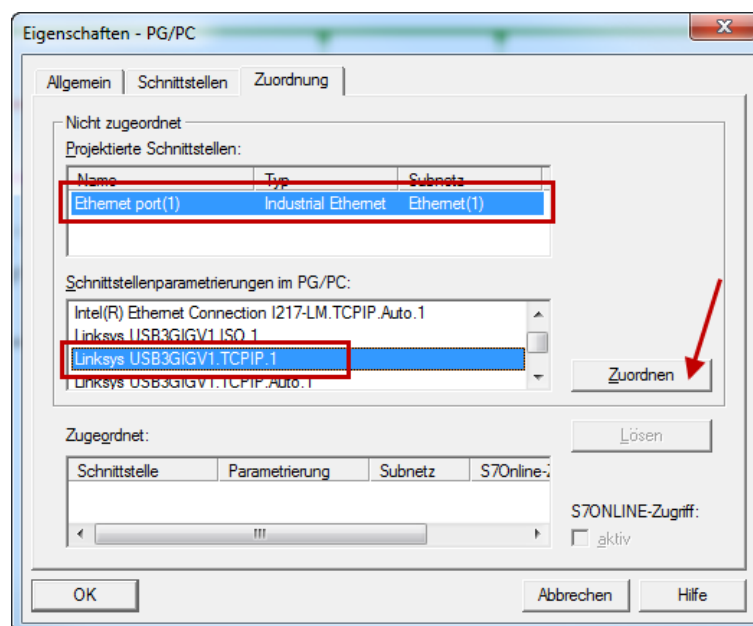 Eigenschaften - PG/PC
Allgemein Schnittstellen Zuordnung
Nicht zugeordnet
Projektierte Schnittstellen:
Name Typ Subnetz
Ethernet port(1) Industrial Ethernet Ethernet(1)
Schnittstellenparametrierungen im PG/PC:
Intel(R) Ethernet Connection I217-LM.TCPIP.Auto.1
Linksys USB3GIGV1.ISO.1
Linksys USB3GIGV1.TCPIP.1
Linksys USB3GIGV1.TCPIP.Auto.1
Zuordnen
Zugeordnet:
Lösen
Schnittstelle Parametrierung Subnetz S7Online-
S7ONLINE-Zugriff:
aktiv
OK Abbrechen Hilfe